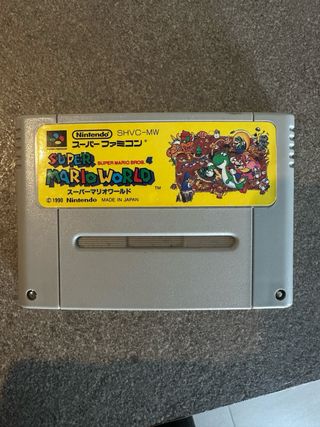 Nintendo SHVC-MW
スーパーファミコン
SUPER SUPER MARIO BROS. 4
MARIO WORLD
スーパーマリオワールド TM
© 1990 Nintendo MADE IN JAPAN